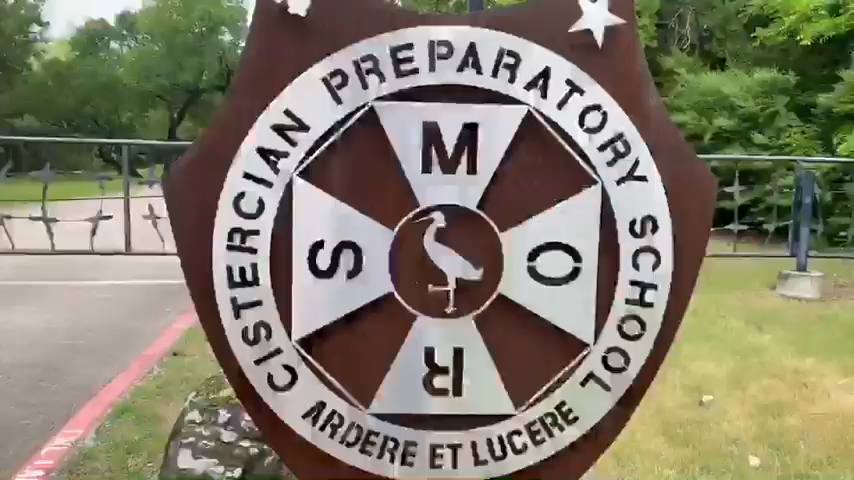 CISTERCIAN PREPARATORY SCHOOL
M
O
R
S
ARDERE ET LUCERE